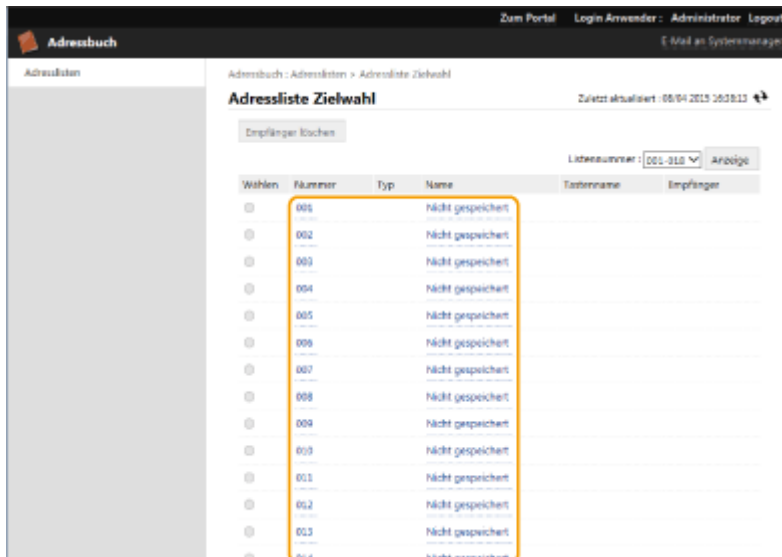 Zum Portal Login Anwender : Administrator Logout
Adressbuch E-Mail an Systemmanager
Adresslisten
Adressbuch : Adresslisten > Adressliste Zielwahl
Adressliste Zielwahl Zuletzt aktualisiert :
Empfänger löschen
Listennummer : 001-018 Anzeige
Wählen Nummer Typ Name Tastenname Empfänger
001 Nicht gespeichert
002 Nicht gespeichert
003 Nicht gespeichert
004 Nicht gespeichert
005 Nicht gespeichert
006 Nicht gespeichert
007 Nicht gespeichert
008 Nicht gespeichert
009 Nicht gespeichert
010 Nicht gespeichert
011 Nicht gespeichert
012 Nicht gespeichert
013 Nicht gespeichert